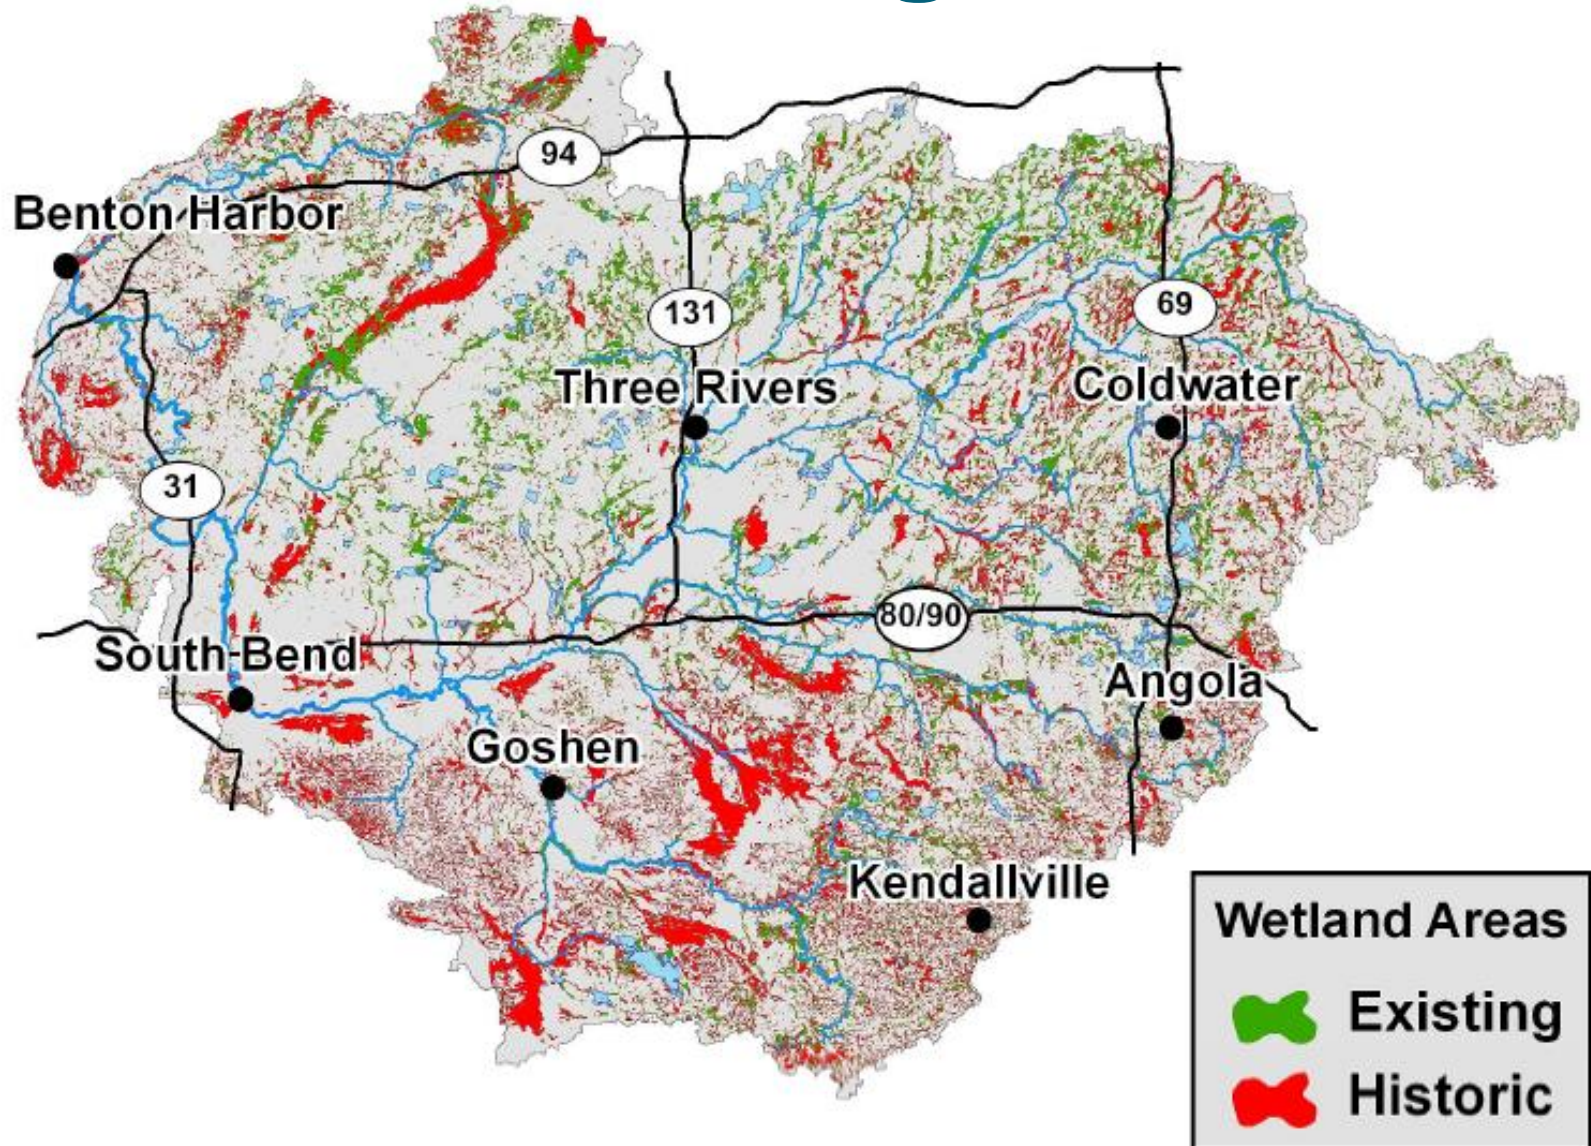 94
Benton Harbor
131
69
Three Rivers
Coldwater
31
80/90
South Bend
Angola
Goshen
Kendallville
Wetland Areas
Existing
Historic